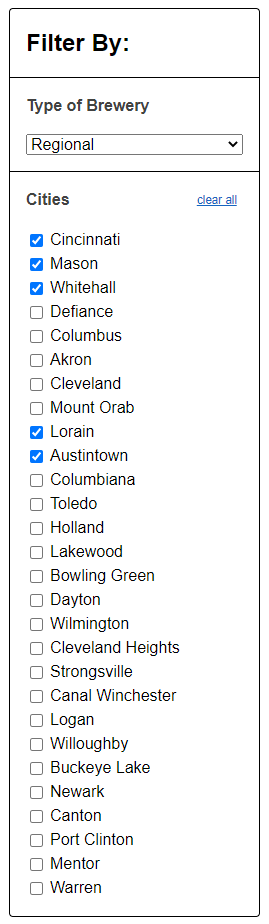 Filter By:
Type of Brewery
Regional
Cities clear all
Cincinnati
Mason
Whitehall
Defiance
Columbus
Akron
Cleveland
Mount Orab
Lorain
Austintown
Columbiana
Toledo
Holland
Lakewood
Bowling Green
Dayton
Wilmington
Cleveland Heights
Strongsville
Canal Winchester
Logan
Willoughby
Buckeye Lake
Newark
Canton
Port Clinton
Mentor
Warren